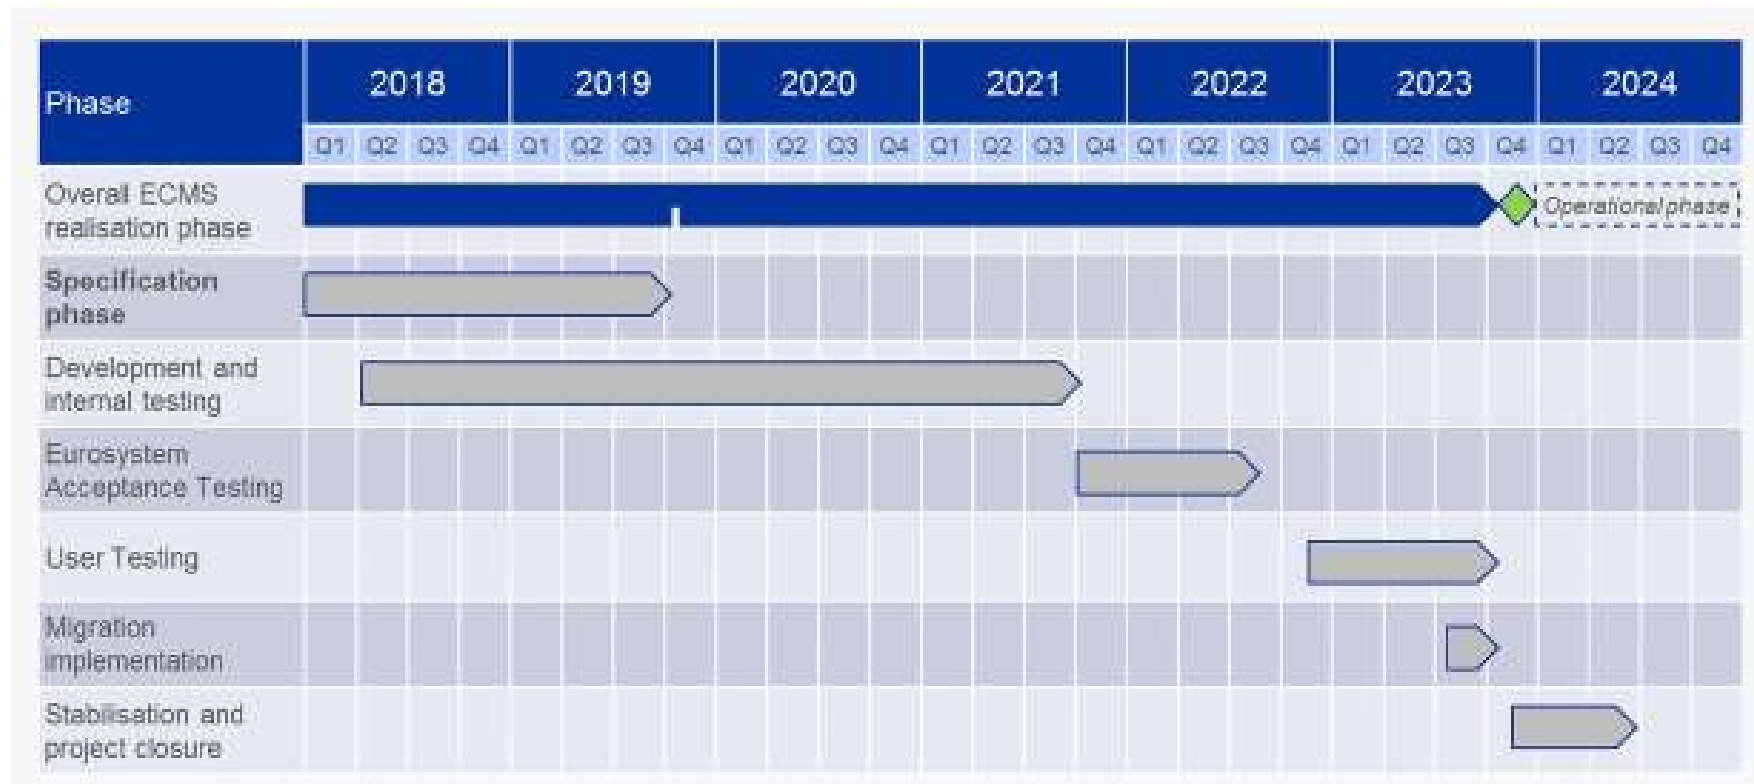 Phase
2018 2019 2020 2021 2022 2023 2024
Q1 Q2 Q3 Q4 Q1 Q2 Q3 Q4 Q1 Q2 Q3 Q4 Q1 Q2 Q3 Q4 Q1 Q2 Q3 Q4 Q1 Q2 Q3 Q4 Q1 Q2 Q3 Q4
Overall ECMS
realisation phase
Operational phase
Specification
phase
Development and
internal testing
Eurosystem
Acceptance Testing
User Testing
Migration
implementation
Stabilisation and
project closure